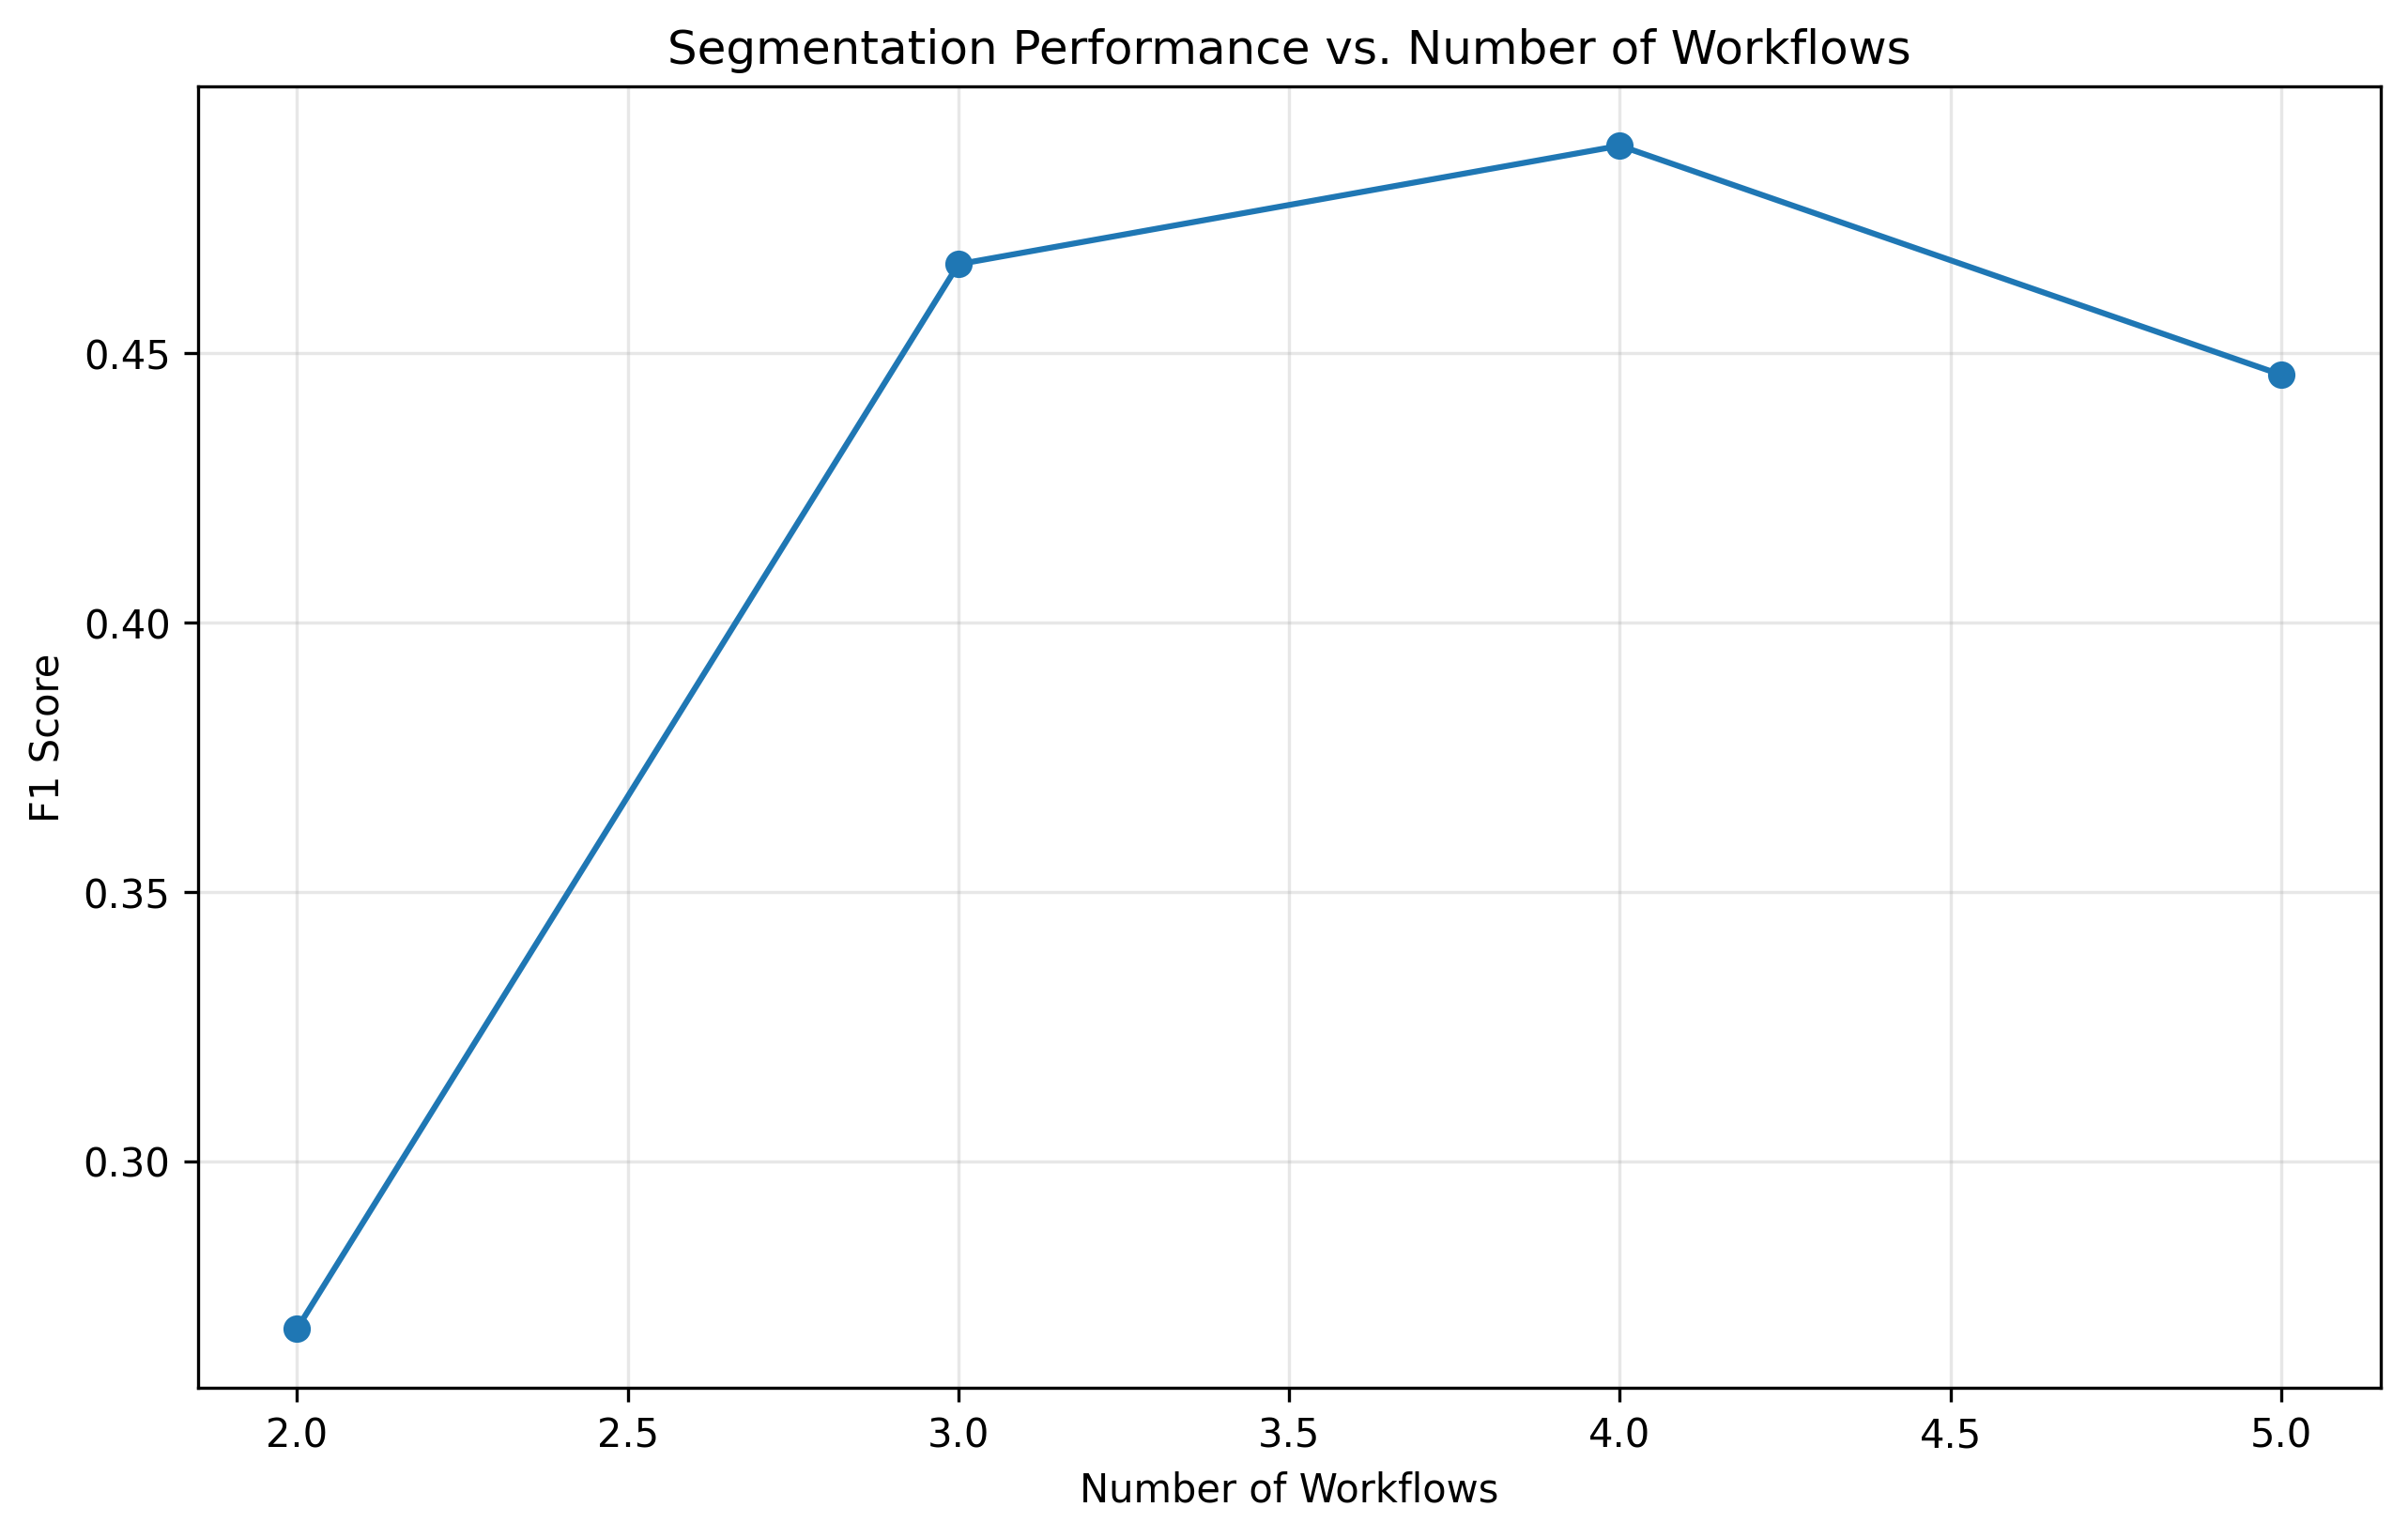 Segmentation Performance vs. Number of Workflows
0.45
0.40
0.35
0.30
F1 Score
2.0 2.5 3.0 3.5 4.0 4.5 5.0
Number of Workflows